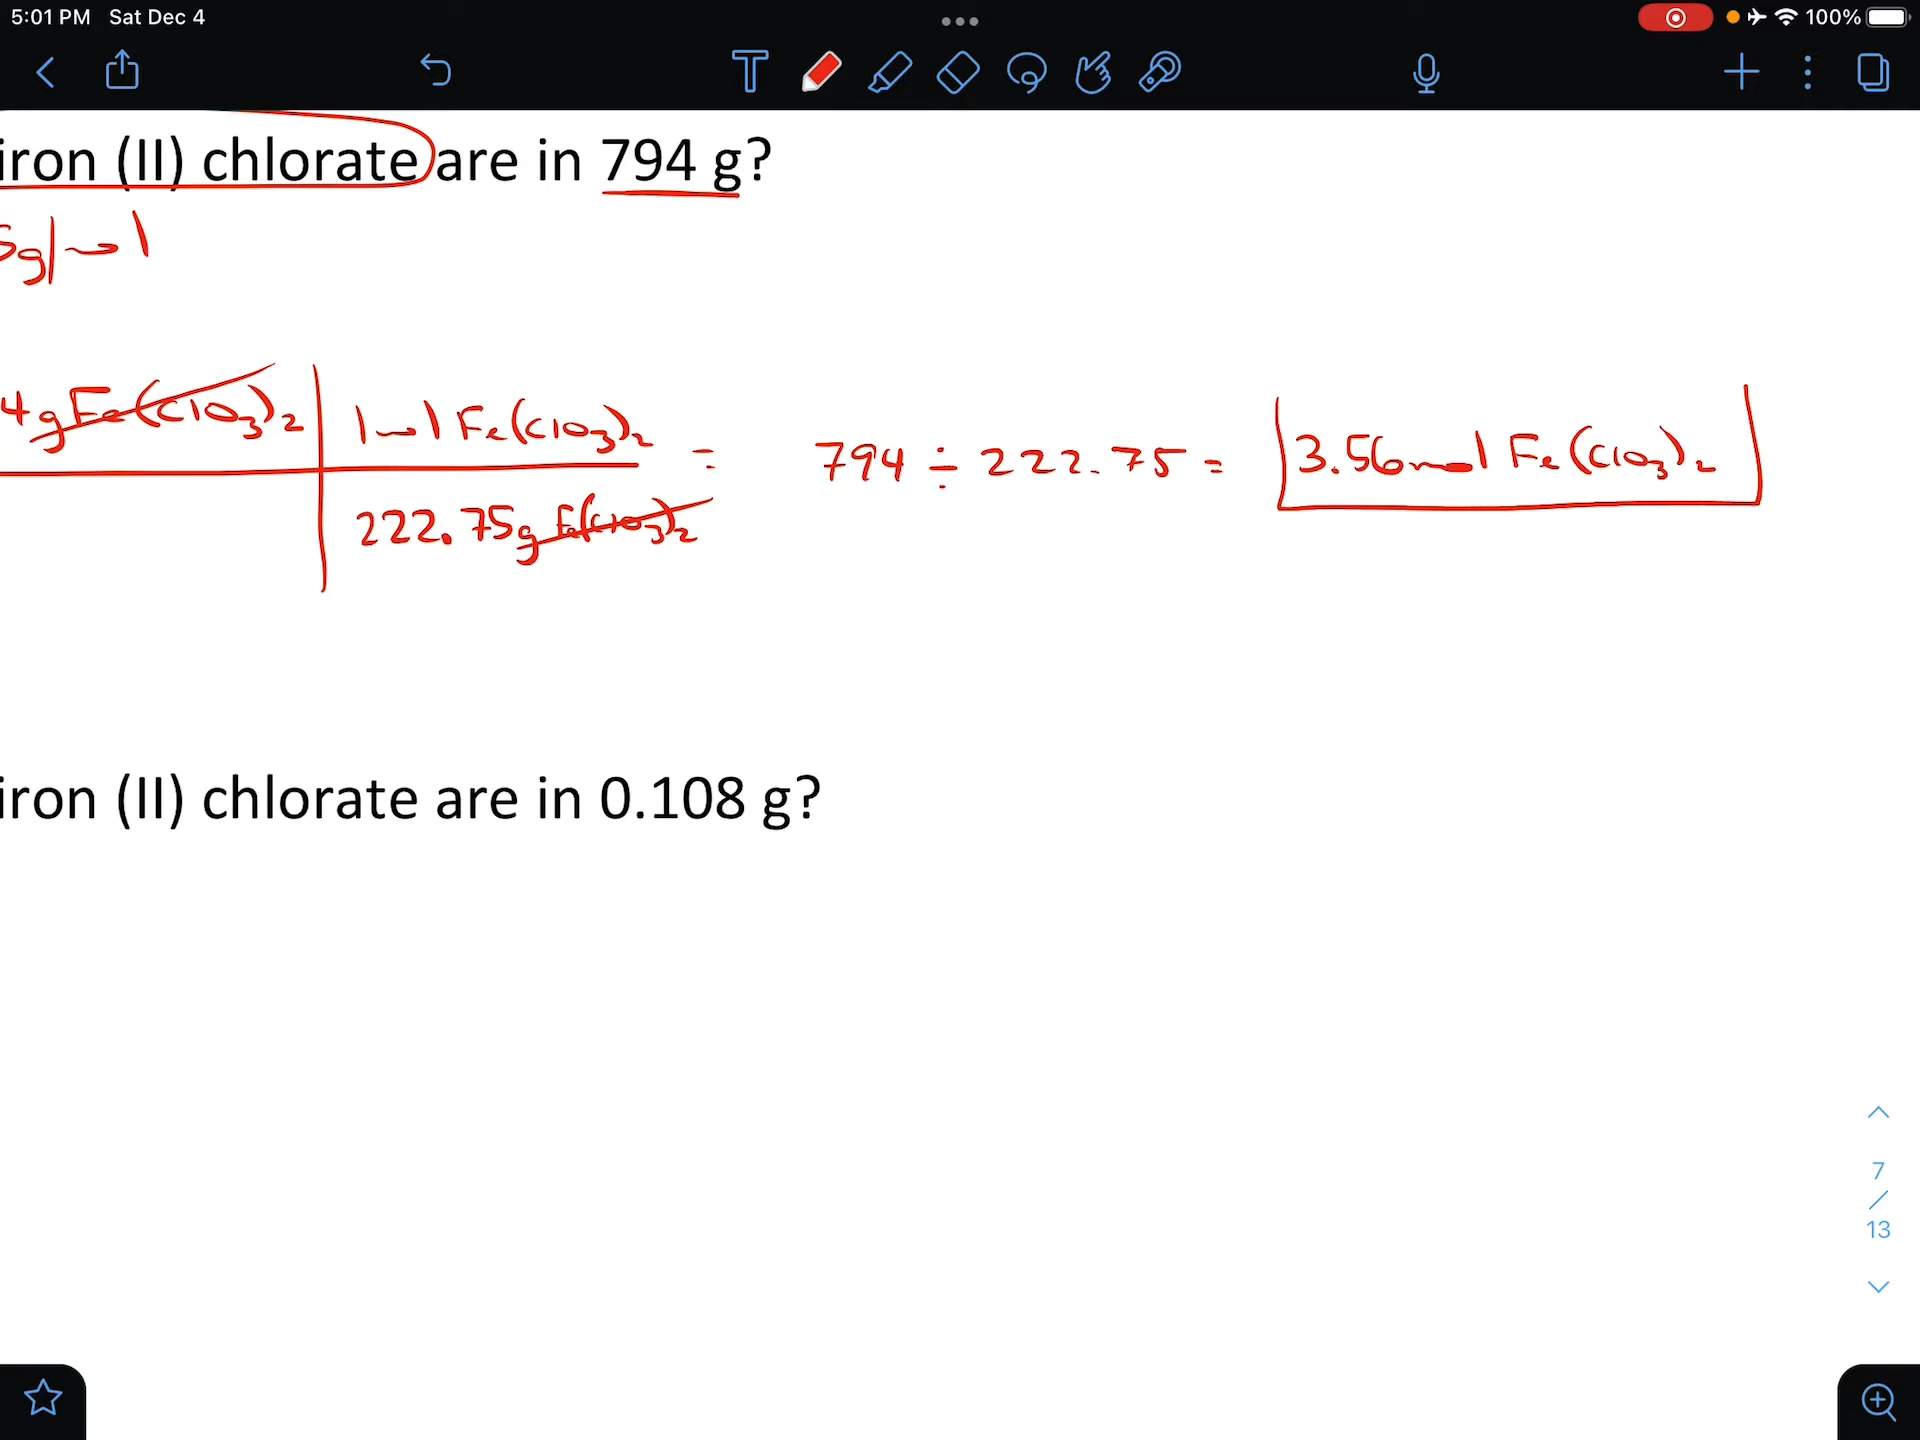 5:01 PM Sat Dec 4
100%
iron (II) chlorate are in 794 g?
5g/mol
4g Fe(ClO3)2 | 1 mol Fe(ClO3)2
222.75g Fe(ClO3)2
= 794 ÷ 222.75 = 3.56 mol Fe(ClO3)2
iron (II) chlorate are in 0.108 g?
7
/
13